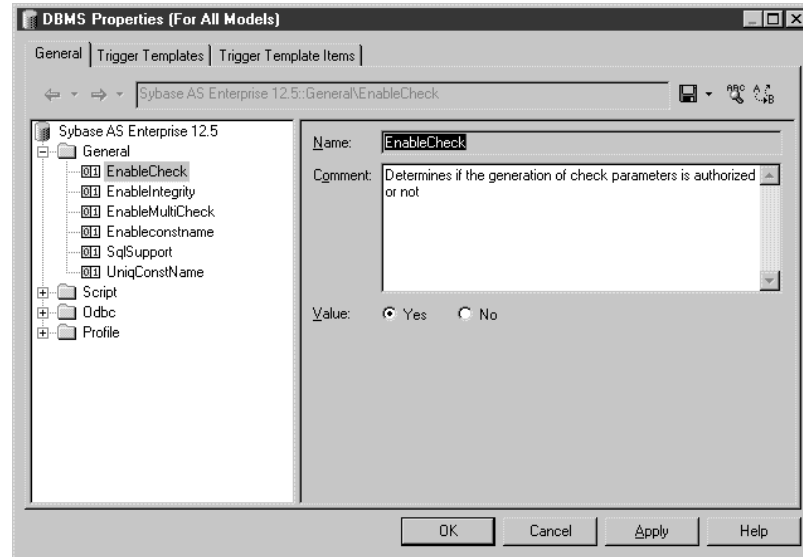 DBMS Properties (For All Models)
General Trigger Templates Trigger Template Items
Sybase AS Enterprise 12.5::General\EnableCheck
Sybase AS Enterprise 12.5
General
EnableCheck
EnableIntegrity
EnableMultiCheck
Enableconstname
SqlSupport
UniqConstName
Script
Odbc
Profile
Name: EnableCheck
Comment: Determines if the generation of check parameters is authorized
or not
Value: Yes No
OK Cancel Apply Help